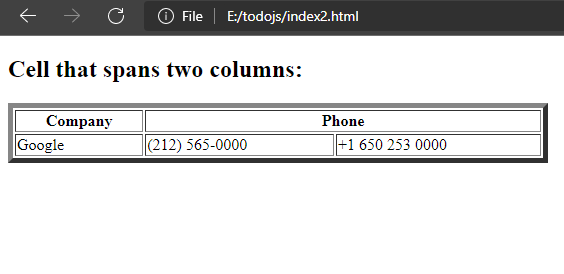 File E:/todojs/index2.html
Cell that spans two columns:
Company Phone
Google (212) 565-0000 +1 650 253 0000